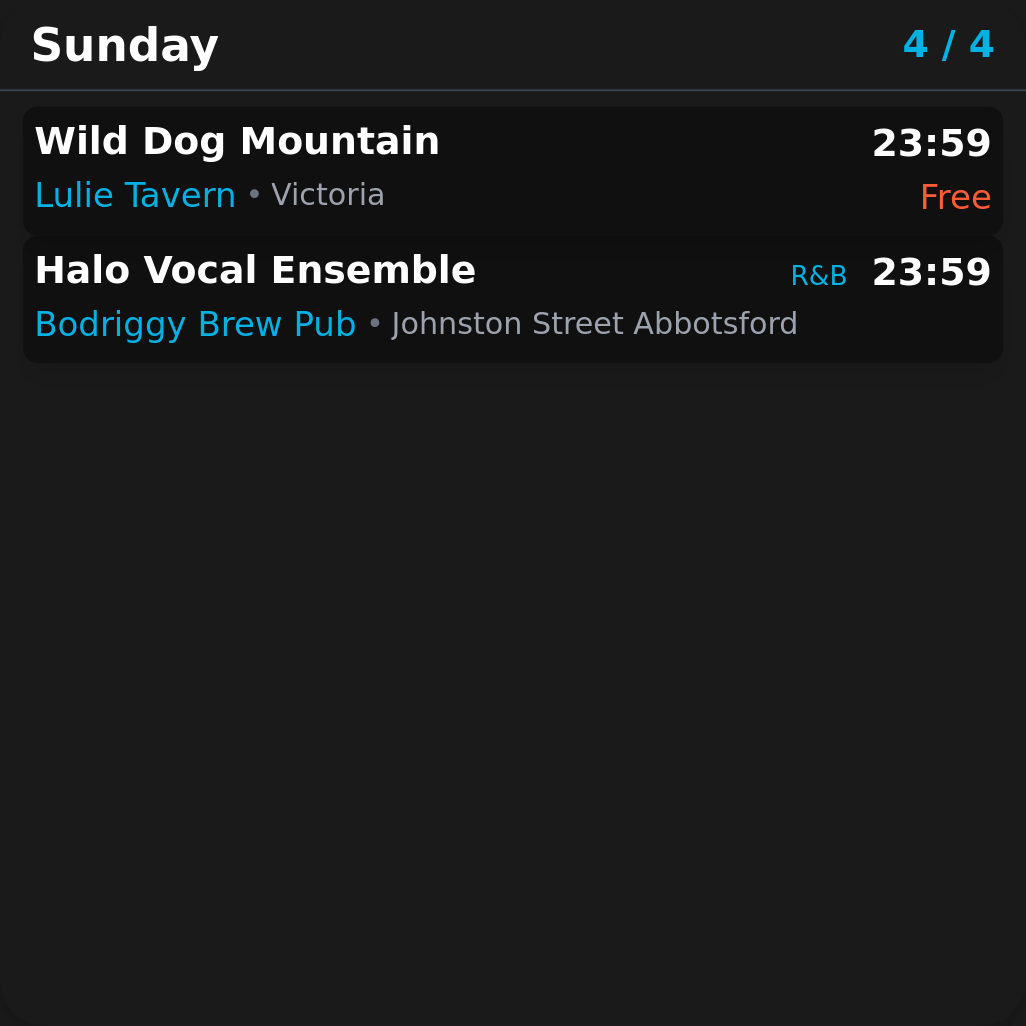 Sunday 4 / 4
Wild Dog Mountain 23:59
Lulie Tavern • Victoria Free
Halo Vocal Ensemble R&B 23:59
Bodriggy Brew Pub • Johnston Street Abbotsford